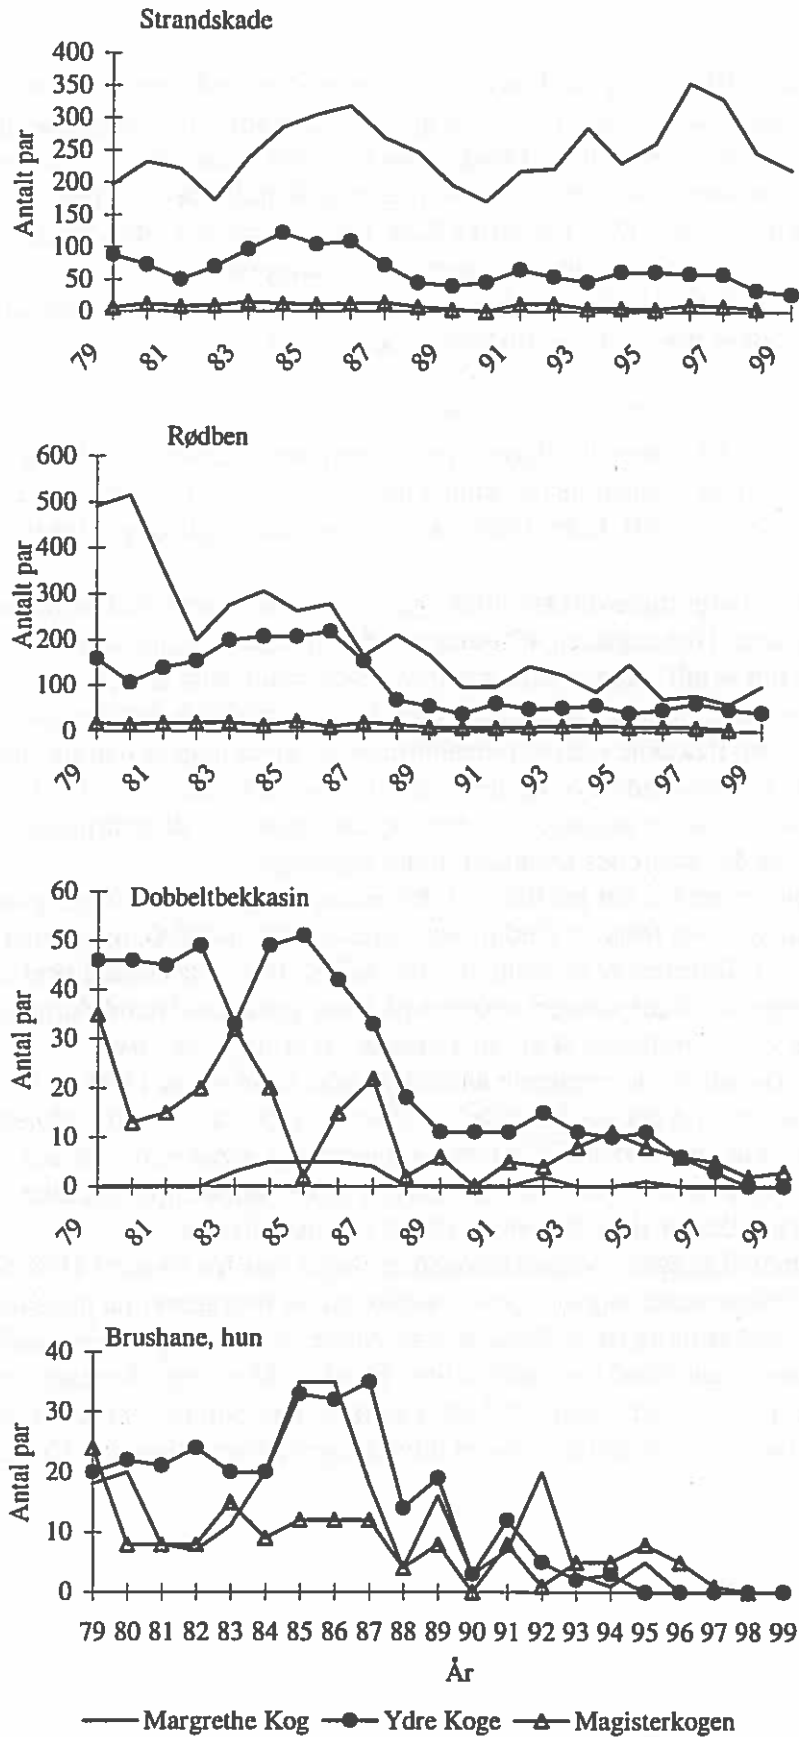 Strandskade
Antalt par
400
350
300
250
200
150
100
50
0
79 81 83 85 87 89 91 93 95 97 99
Rødben
Antalt par
600
500
400
300
200
100
0
79 81 83 85 87 89 91 93 95 97 99
Dobbeltbekkasin
Antal par
60
50
40
30
20
10
0
79 81 83 85 87 89 91 93 95 97 99
Brushane, hun
Antal par
40
30
20
10
0
79 80 81 82 83 84 85 86 87 88 89 90 91 92 93 94 95 96 97 98 99
År
Margrethe Kog Ydre Koge Magisterkogen